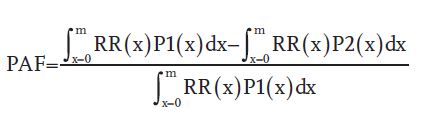 PAF= ∫ₓ₋₀ᵐ RR(x)P1(x)dx–∫ₓ₋₀ᵐ RR(x)P2(x)dx
∫ₓ₋₀ᵐ RR(x)P1(x)dx